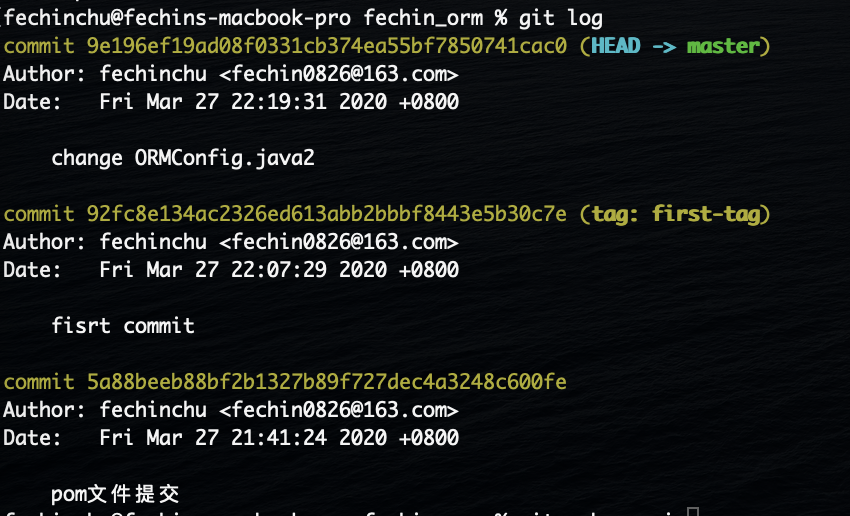 fechinchu@fechins-macbook-pro fechin_orm % git log
commit 9e196ef19ad08f0331cb374ea55bf7850741cac0 (HEAD -> master)
Author: fechinchu <fechin0826@163.com>
Date:   Fri Mar 27 22:19:31 2020 +0800
change ORMConfig.java2
commit 92fc8e134ac2326ed613abb2bbbf8443e5b30c7e (tag: first-tag)
Author: fechinchu <fechin0826@163.com>
Date:   Fri Mar 27 22:07:29 2020 +0800
fisrt commit
commit 5a88beeb88bf2b1327b89f727dec4a3248c600fe
Author: fechinchu <fechin0826@163.com>
Date:   Fri Mar 27 21:41:24 2020 +0800
pom文件提交